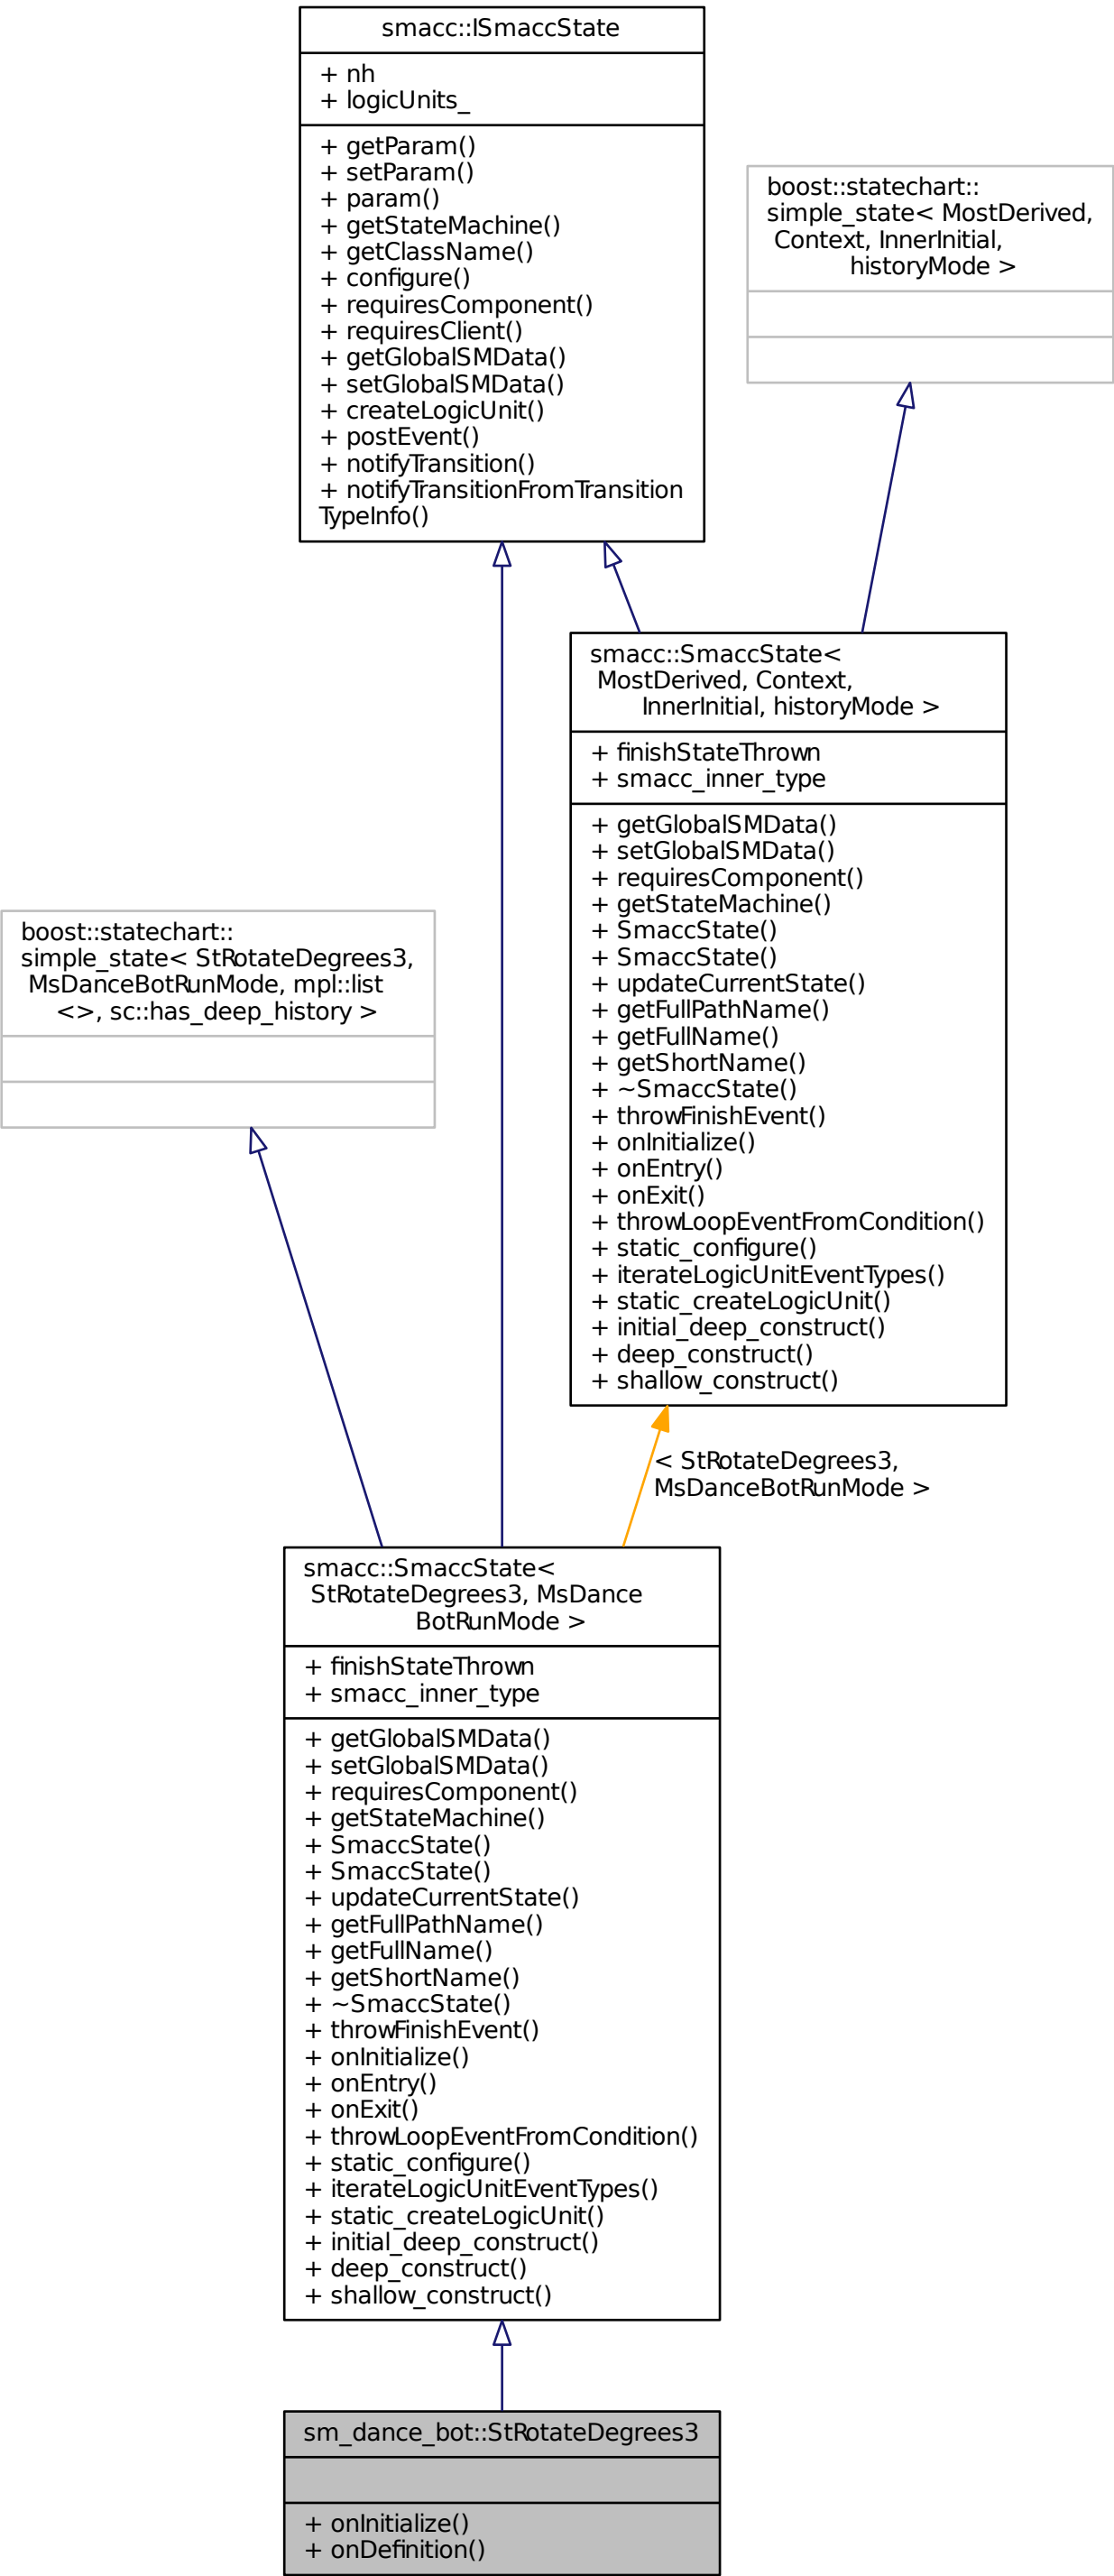 smacc::ISmaccState
+ nh
+ logicUnits_
+ getParam()
+ setParam()
+ param()
+ getStateMachine()
+ getClassName()
+ configure()
+ requiresComponent()
+ requiresClient()
+ getGlobalSMData()
+ setGlobalSMData()
+ createLogicUnit()
+ postEvent()
+ notifyTransition()
+ notifyTransitionFromTransition
TypeInfo()
boost::statechart::
simple_state< MostDerived,
Context, InnerInitial,
historyMode >
smacc::SmaccState<
MostDerived, Context,
InnerInitial, historyMode >
+ finishStateThrown
+ smacc_inner_type
+ getGlobalSMData()
+ setGlobalSMData()
+ requiresComponent()
+ getStateMachine()
+ SmaccState()
+ SmaccState()
+ updateCurrentState()
+ getFullPathName()
+ getFullName()
+ getShortName()
+ ~SmaccState()
+ throwFinishEvent()
+ onInitialize()
+ onEntry()
+ onExit()
+ throwLoopEventFromCondition()
+ static_configure()
+ iterateLogicUnitEventTypes()
+ static_createLogicUnit()
+ initial_deep_construct()
+ deep_construct()
+ shallow_construct()
boost::statechart::
simple_state< StRotateDegrees3,
MsDanceBotRunMode, mpl::list
<>, sc::has_deep_history >
< StRotateDegrees3,
MsDanceBotRunMode >
smacc::SmaccState<
StRotateDegrees3, MsDance
BotRunMode >
+ finishStateThrown
+ smacc_inner_type
+ getGlobalSMData()
+ setGlobalSMData()
+ requiresComponent()
+ getStateMachine()
+ SmaccState()
+ SmaccState()
+ updateCurrentState()
+ getFullPathName()
+ getFullName()
+ getShortName()
+ ~SmaccState()
+ throwFinishEvent()
+ onInitialize()
+ onEntry()
+ onExit()
+ throwLoopEventFromCondition()
+ static_configure()
+ iterateLogicUnitEventTypes()
+ static_createLogicUnit()
+ initial_deep_construct()
+ deep_construct()
+ shallow_construct()
sm_dance_bot::StRotateDegrees3
+ onInitialize()
+ onDefinition()